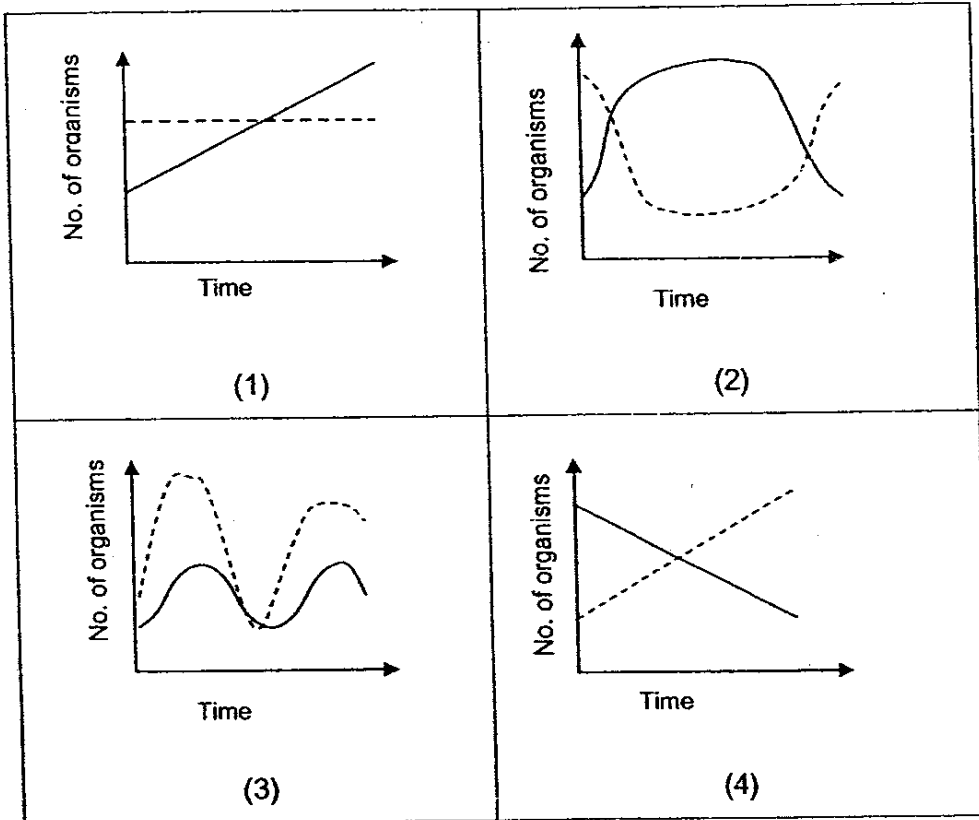 No. of organisms
Time
(1)
No. of organisms
Time
(2)
No. of organisms
Time
(3)
No. of organisms
Time
(4)